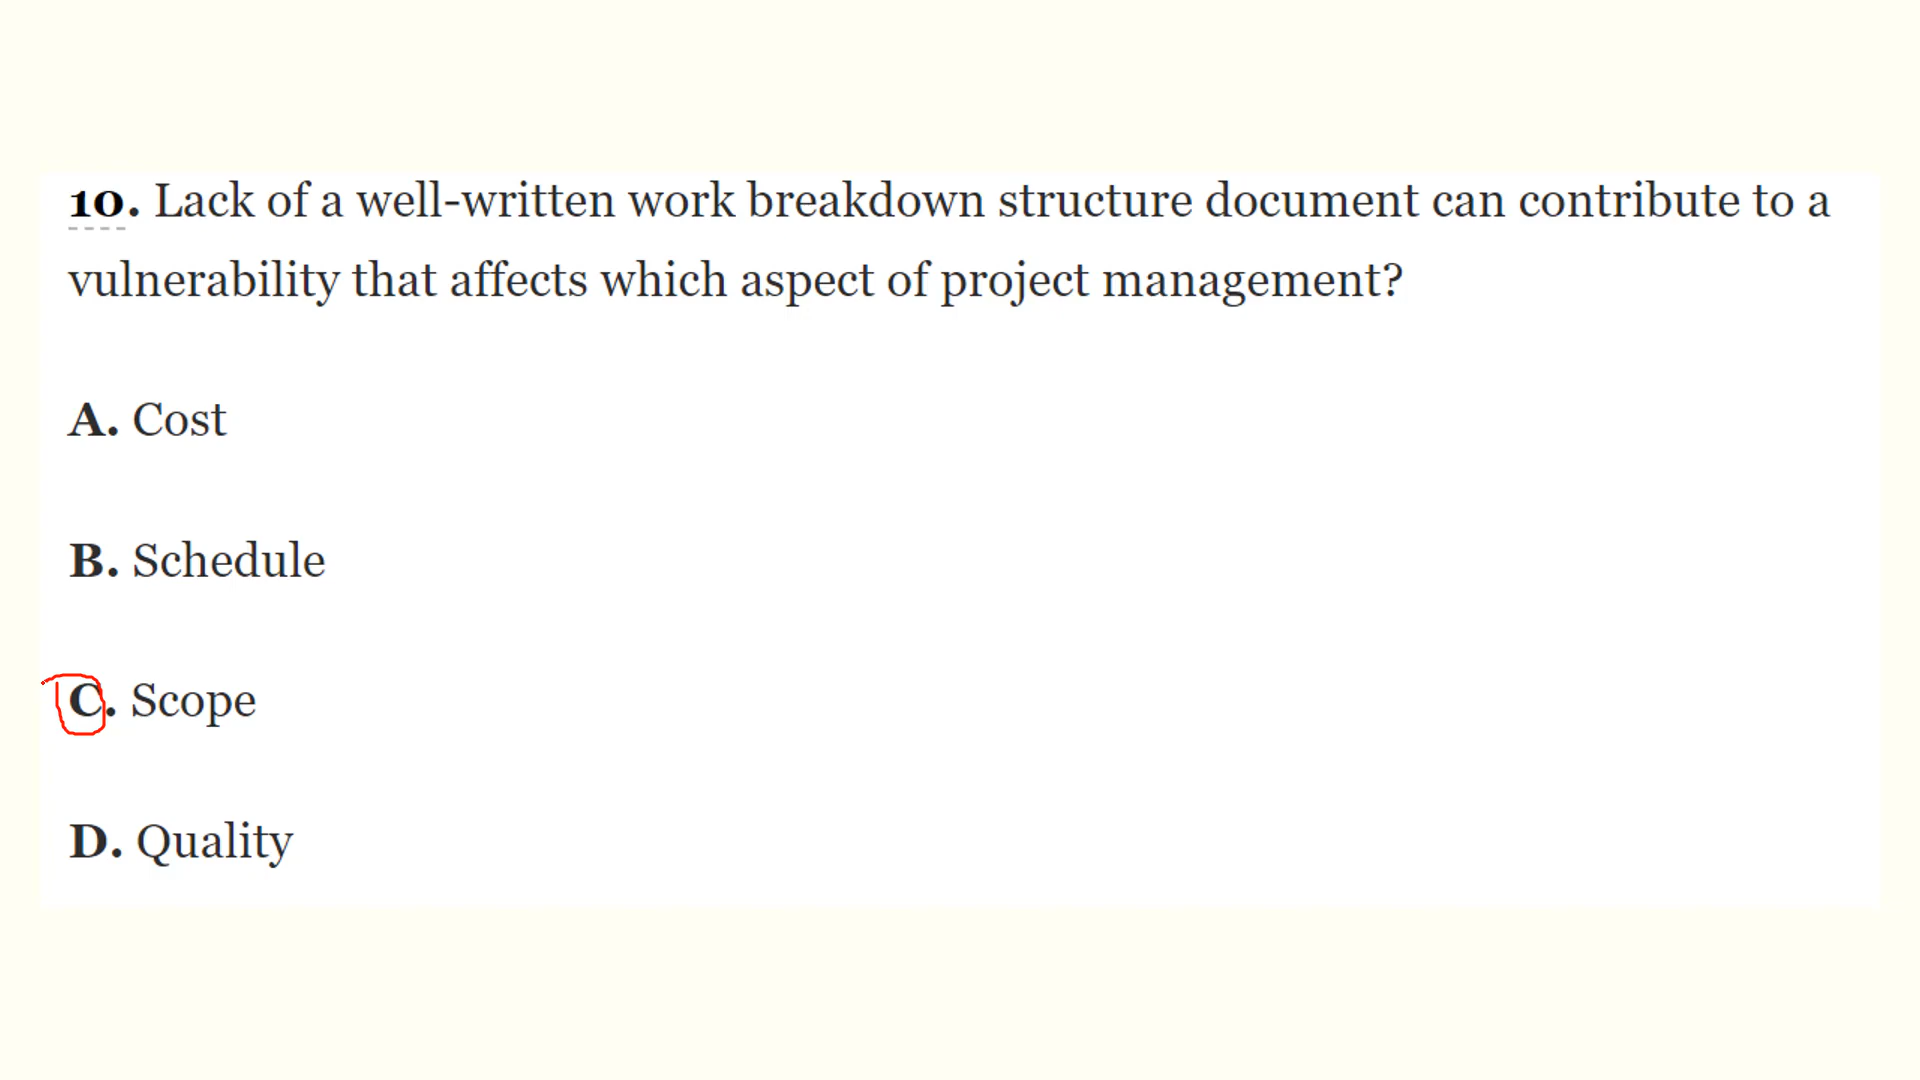 10. Lack of a well-written work breakdown structure document can contribute to a
vulnerability that affects which aspect of project management?
A. Cost
B. Schedule
C. Scope
D. Quality